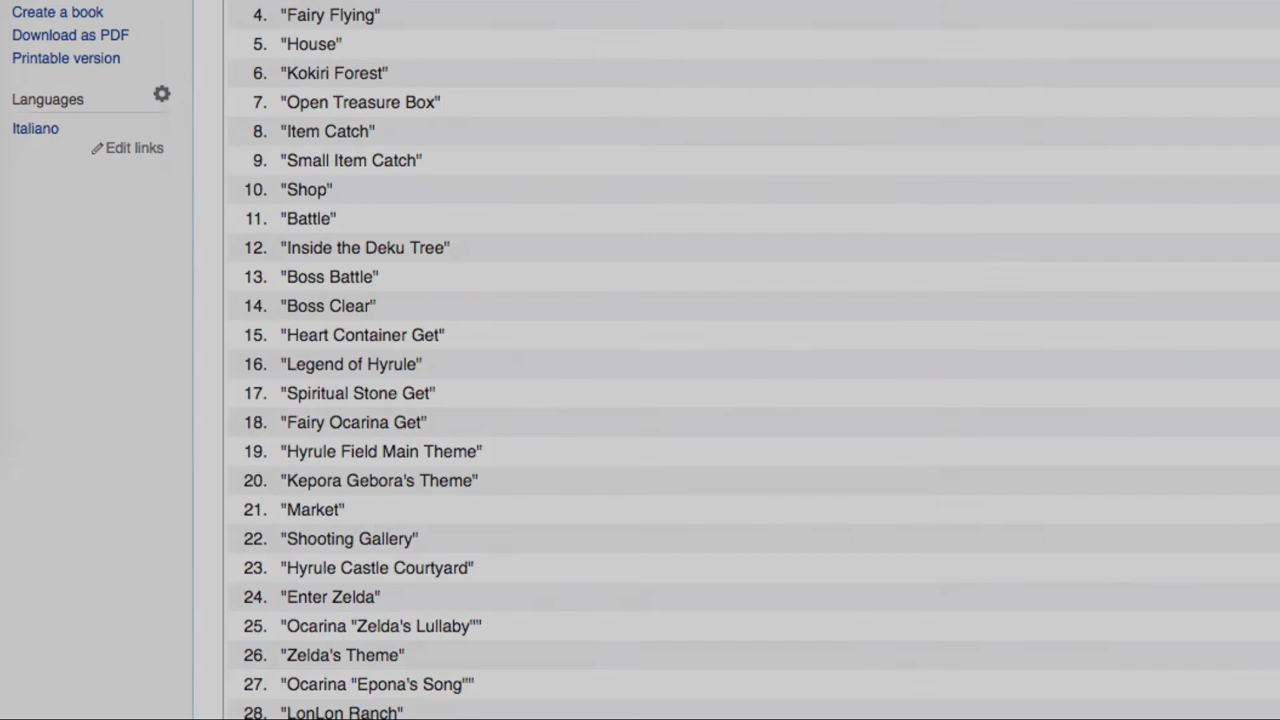 Create a book
Download as PDF
Printable version
Languages
Italiano
Edit links
4. "Fairy Flying"
5. "House"
6. "Kokiri Forest"
7. "Open Treasure Box"
8. "Item Catch"
9. "Small Item Catch"
10. "Shop"
11. "Battle"
12. "Inside the Deku Tree"
13. "Boss Battle"
14. "Boss Clear"
15. "Heart Container Get"
16. "Legend of Hyrule"
17. "Spiritual Stone Get"
18. "Fairy Ocarina Get"
19. "Hyrule Field Main Theme"
20. "Kepora Gebora's Theme"
21. "Market"
22. "Shooting Gallery"
23. "Hyrule Castle Courtyard"
24. "Enter Zelda"
25. "Ocarina "Zelda's Lullaby""
26. "Zelda's Theme"
27. "Ocarina "Epona's Song""
28. "LonLon Ranch"